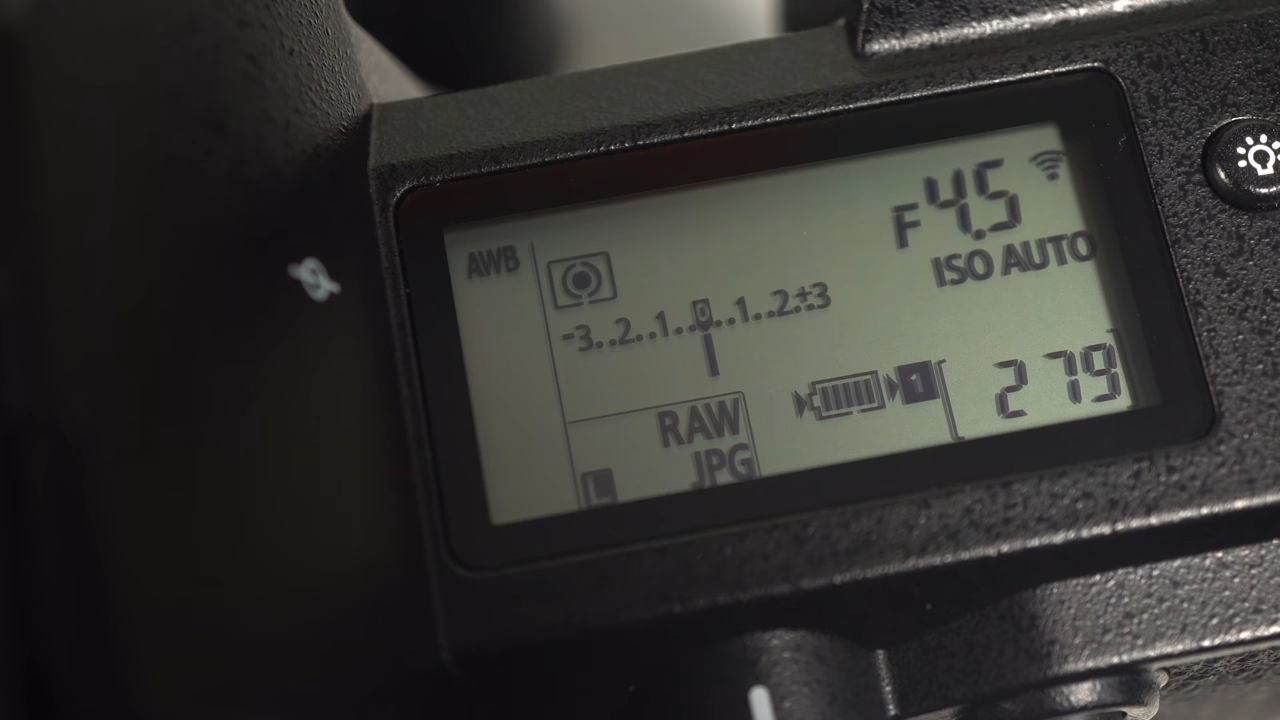 AWB
F4.5
ISO AUTO
-3..2..1..0..1..2.±3
RAW
JPG
L
1 [ 279]